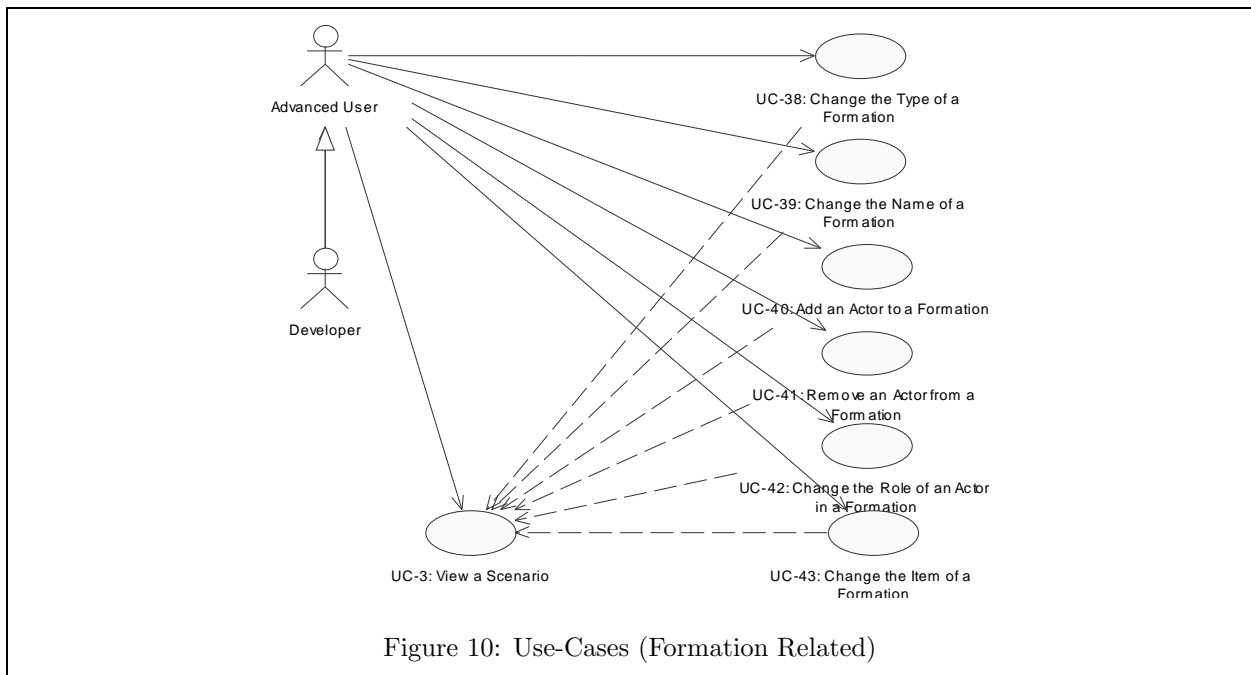 Advanced User
UC-38: Change the Type of a
Formation
UC-39: Change the Name of a
Formation
UC-40: Add an Actor to a Formation
Developer
UC-41: Remove an Actor from a
Formation
UC-42: Change the Role of an Actor
in a Formation
UC-3: View a Scenario
UC-43: Change the Item of a
Formation
Figure 10: Use-Cases (Formation Related)